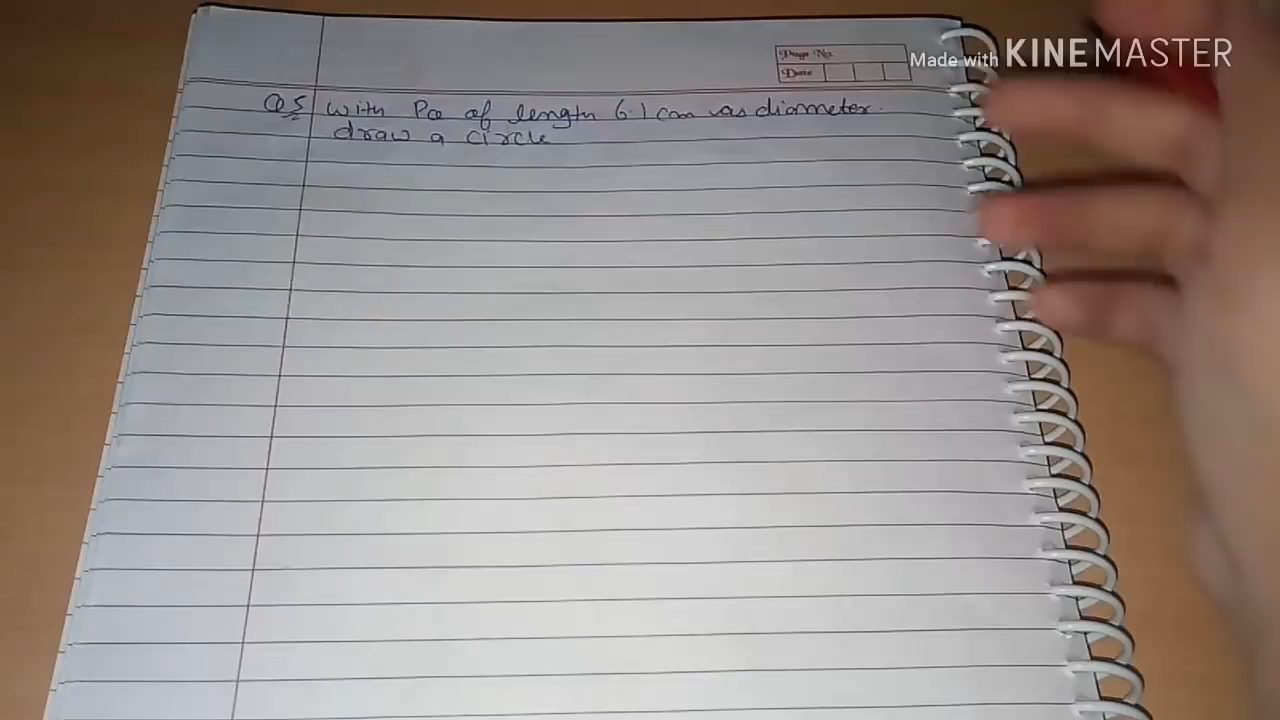 Page No.
Made with KINEMASTER
Date
Q5 With PQ of length 6.1 cm as diameter.
draw a circle